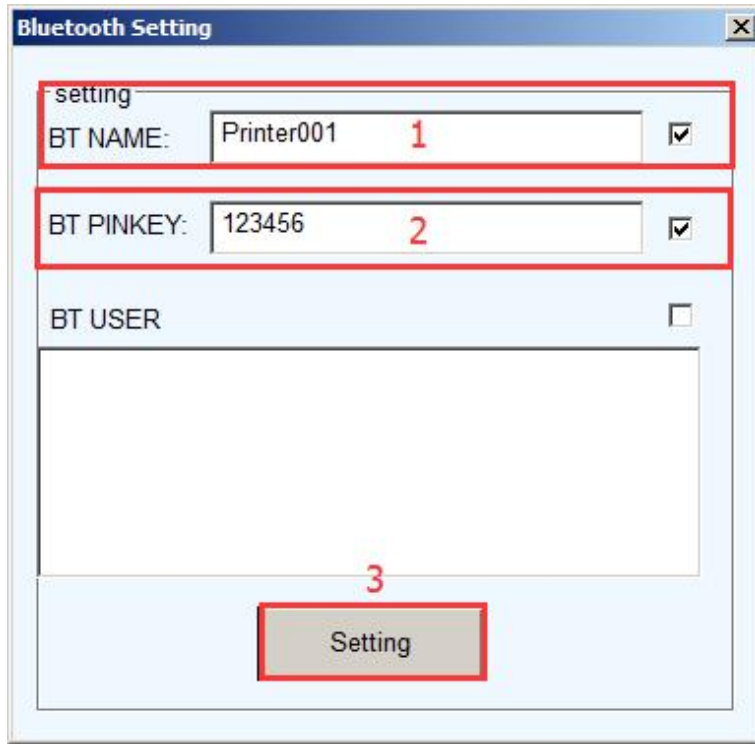 Bluetooth Setting
setting
BT NAME: Printer001 1
BT PINKEY: 123456 2
BT USER
3
Setting